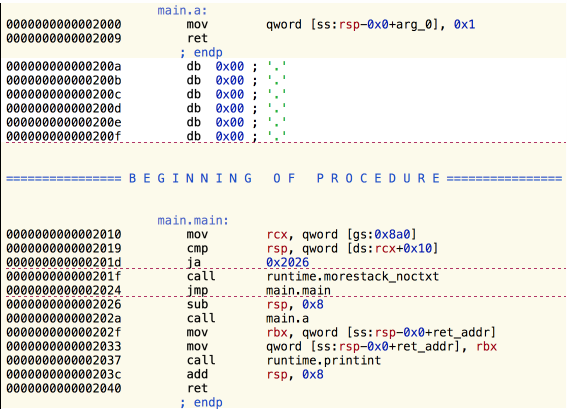 main.a:
0000000000002000 mov qword [ss:rsp-0x0+arg_0], 0x1
0000000000002009 ret
; endp
000000000000200a db 0x00 ; '.'
000000000000200b db 0x00 ; '.'
000000000000200c db 0x00 ; '.'
000000000000200d db 0x00 ; '.'
000000000000200e db 0x00 ; '.'
000000000000200f db 0x00 ; '.'
================ B E G I N N I N G   O F   P R O C E D U R E ================
main.main:
0000000000002010 mov rcx, qword [gs:0x8a0]
0000000000002019 cmp rsp, qword [ds:rcx+0x10]
000000000000201d ja 0x2026
000000000000201f call runtime.morestack_noctxt
0000000000002024 jmp main.main
0000000000002026 sub rsp, 0x8
000000000000202a call main.a
000000000000202f mov rbx, qword [ss:rsp-0x0+ret_addr]
0000000000002033 mov qword [ss:rsp-0x0+ret_addr], rbx
0000000000002037 call runtime.printint
000000000000203c add rsp, 0x8
0000000000002040 ret
; endp